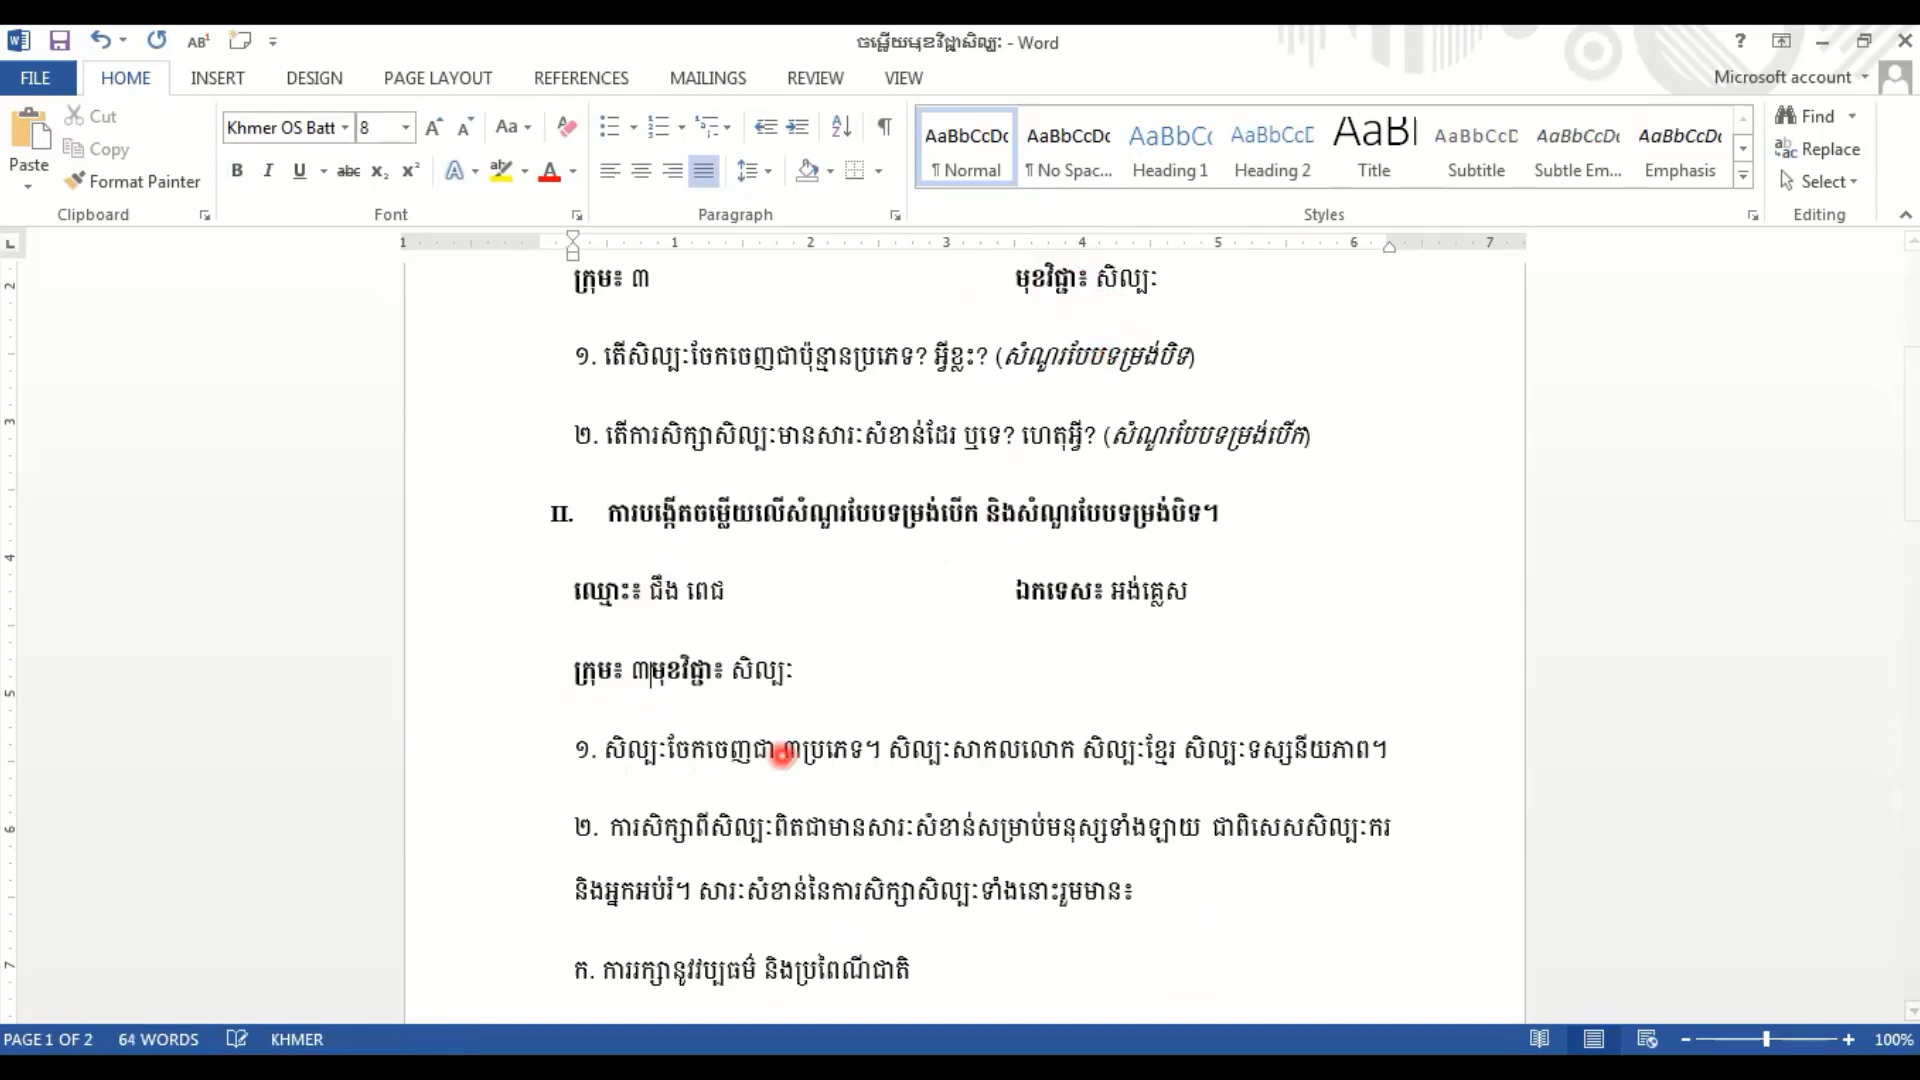 ចម្លើយមុខវិជ្ជាសិល្បៈ - Word
FILE HOME INSERT DESIGN PAGE LAYOUT REFERENCES MAILINGS REVIEW VIEW Microsoft account
Paste
Cut
Copy
Format Painter
Clipboard
Khmer OS Batt 8
Font
Paragraph
AaBbCcDc AaBbCcDc AaBbC( AaBbCcC AaBl AaBbCcD AaBbCcDc AaBbCcDc
¶ Normal ¶ No Spac... Heading 1 Heading 2 Title Subtitle Subtle Em... Emphasis
Styles
Find
Replace
Select
Editing
1 1 2 3 4 5 6 7
ក្រុម៖ ៣ មុខវិជ្ជា៖ សិល្បៈ
១. តើសិល្បៈចែកចេញជាប៉ុន្មានប្រភេទ? អ្វីខ្លះ? (សំណួរបែបទម្រង់បិទ)
២. តើការសិក្សាសិល្បៈមានសារៈសំខាន់ដែរ ឬទេ? ហេតុអ្វី? (សំណួរបែបទម្រង់បើក)
II. ការបង្កើតចម្លើយលើសំណួរបែបទម្រង់បើក និងសំណួរបែបទម្រង់បិទ។
ឈ្មោះ៖ ជឹង ពេជ ឯកទេស៖ អង់គ្លេស
ក្រុម៖ ៣មុខវិជ្ជា៖ សិល្បៈ
១. សិល្បៈចែកចេញជា ៣ប្រភេទ។ សិល្បៈសាកលលោក សិល្បៈខ្មែរ សិល្បៈទស្សនីយភាព។
២. ការសិក្សាពីសិល្បៈពិតជាមានសារៈសំខាន់សម្រាប់មនុស្សទាំងឡាយ ជាពិសេសសិល្បៈករ
និងអ្នកអប់រំ។ សារៈសំខាន់នៃការសិក្សាសិល្បៈទាំងនោះរួមមាន៖
ក. ការរក្សានូវវប្បធម៌ និងប្រពៃណីជាតិ
PAGE 1 OF 2 64 WORDS KHMER 100%